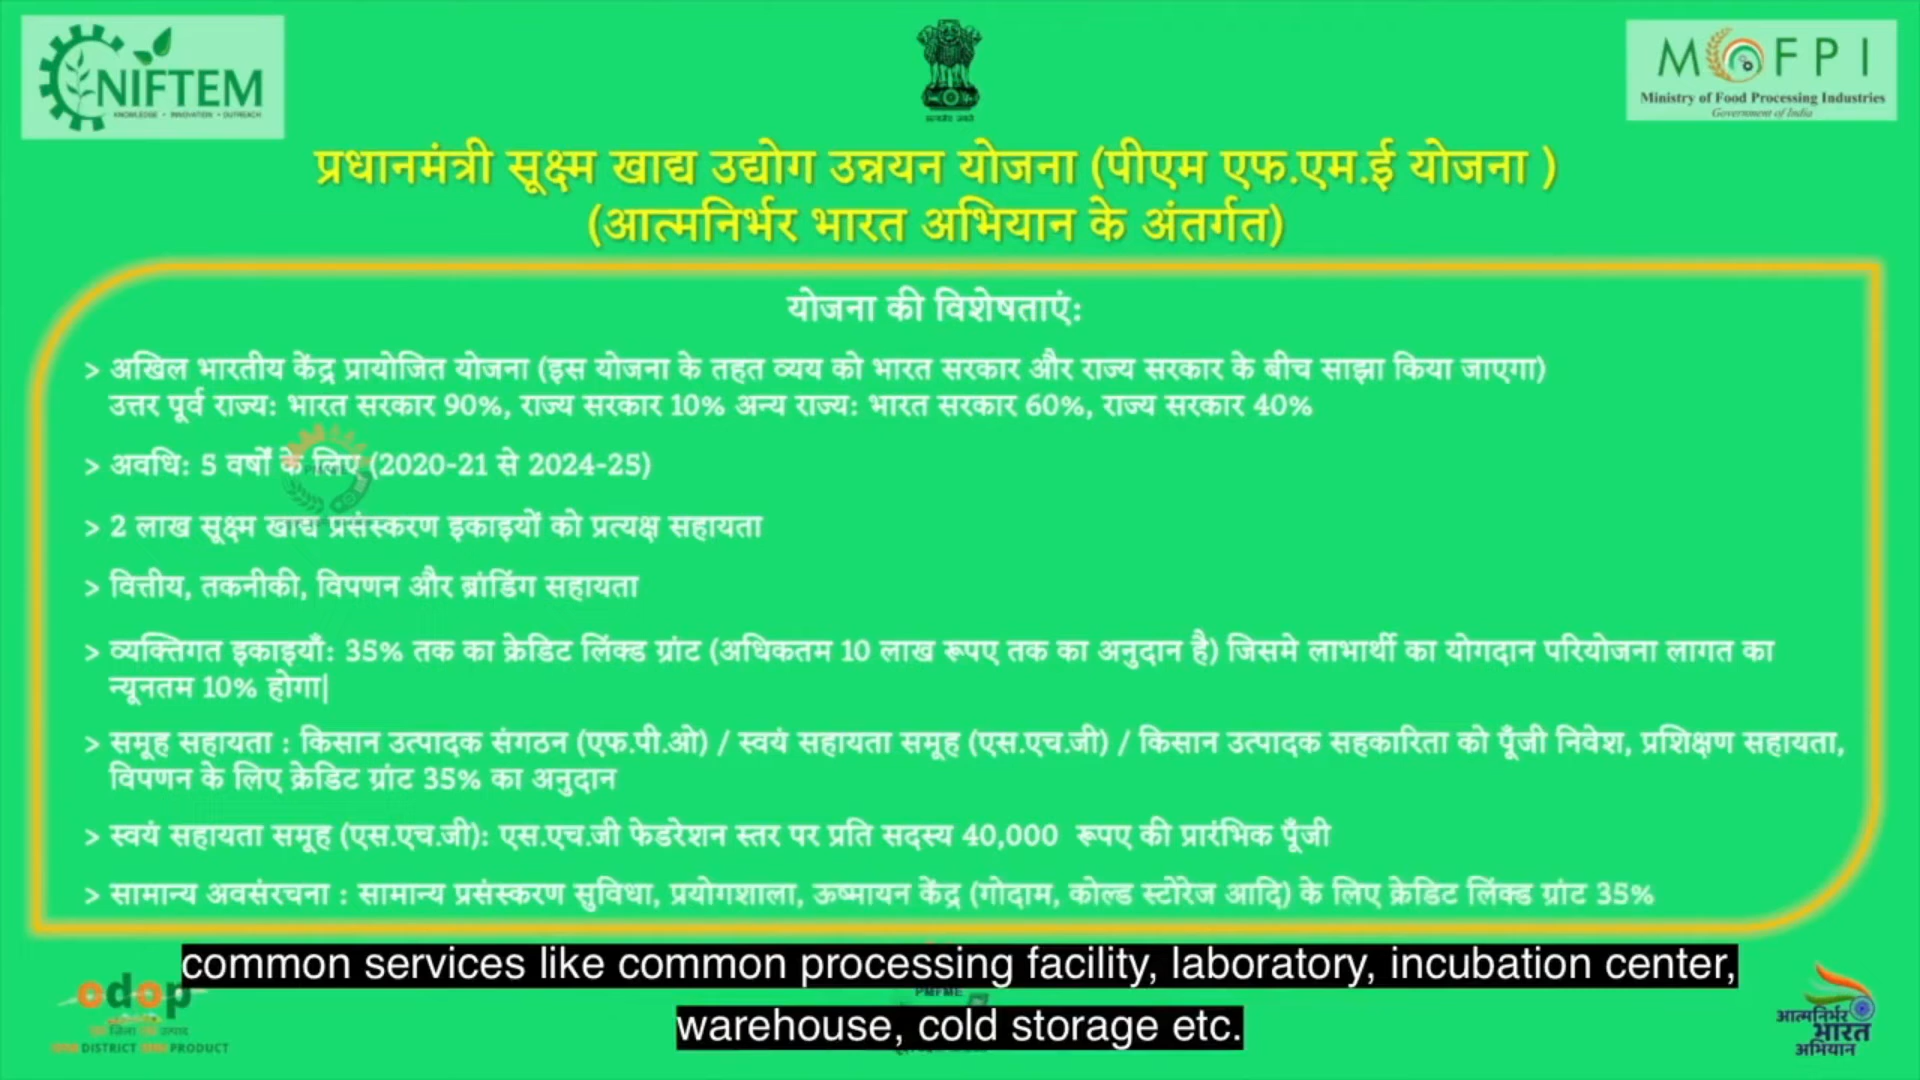 NIFTEM
KNOWLEDGE • INNOVATION • OUTREACH
सत्यमेव जयते
MOFPI
Ministry of Food Processing Industries
Government of India
प्रधानमंत्री सूक्ष्म खाद्य उद्योग उन्नयन योजना (पीएम एफ.एम.ई योजना )
(आत्मनिर्भर भारत अभियान के अंतर्गत)
योजना की विशेषताएं:
> अखिल भारतीय केंद्र प्रायोजित योजना (इस योजना के तहत व्यय को भारत सरकार और राज्य सरकार के बीच साझा किया जाएगा)
उत्तर पूर्व राज्य: भारत सरकार 90%, राज्य सरकार 10% अन्य राज्य: भारत सरकार 60%, राज्य सरकार 40%
> अवधि: 5 वर्षों के लिए (2020-21 से 2024-25)
> 2 लाख सूक्ष्म खाद्य प्रसंस्करण इकाइयों को प्रत्यक्ष सहायता
> वित्तीय, तकनीकी, विपणन और ब्रांडिंग सहायता
> व्यक्तिगत इकाइयाँ: 35% तक का क्रेडिट लिंक्ड ग्रांट (अधिकतम 10 लाख रूपए तक का अनुदान है) जिसमे लाभार्थी का योगदान परियोजना लागत का
न्यूनतम 10% होगा|
> समूह सहायता : किसान उत्पादक संगठन (एफ.पी.ओ) / स्वयं सहायता समूह (एस.एच.जी) / किसान उत्पादक सहकारिता को पूँजी निवेश, प्रशिक्षण सहायता,
विपणन के लिए क्रेडिट ग्रांट 35% का अनुदान
> स्वयं सहायता समूह (एस.एच.जी): एस.एच.जी फेडरेशन स्तर पर प्रति सदस्य 40,000 रूपए की प्रारंभिक पूँजी
> सामान्य अवसंरचना : सामान्य प्रसंस्करण सुविधा, प्रयोगशाला, ऊष्मायन केंद्र (गोदाम, कोल्ड स्टोरेज आदि) के लिए क्रेडिट लिंक्ड ग्रांट 35%
common services like common processing facility, laboratory, incubation center,
warehouse, cold storage etc.
odop
जिला उत्पाद
DISTRICT PRODUCT
PMFME
आत्मनिर्भर
भारत
अभियान